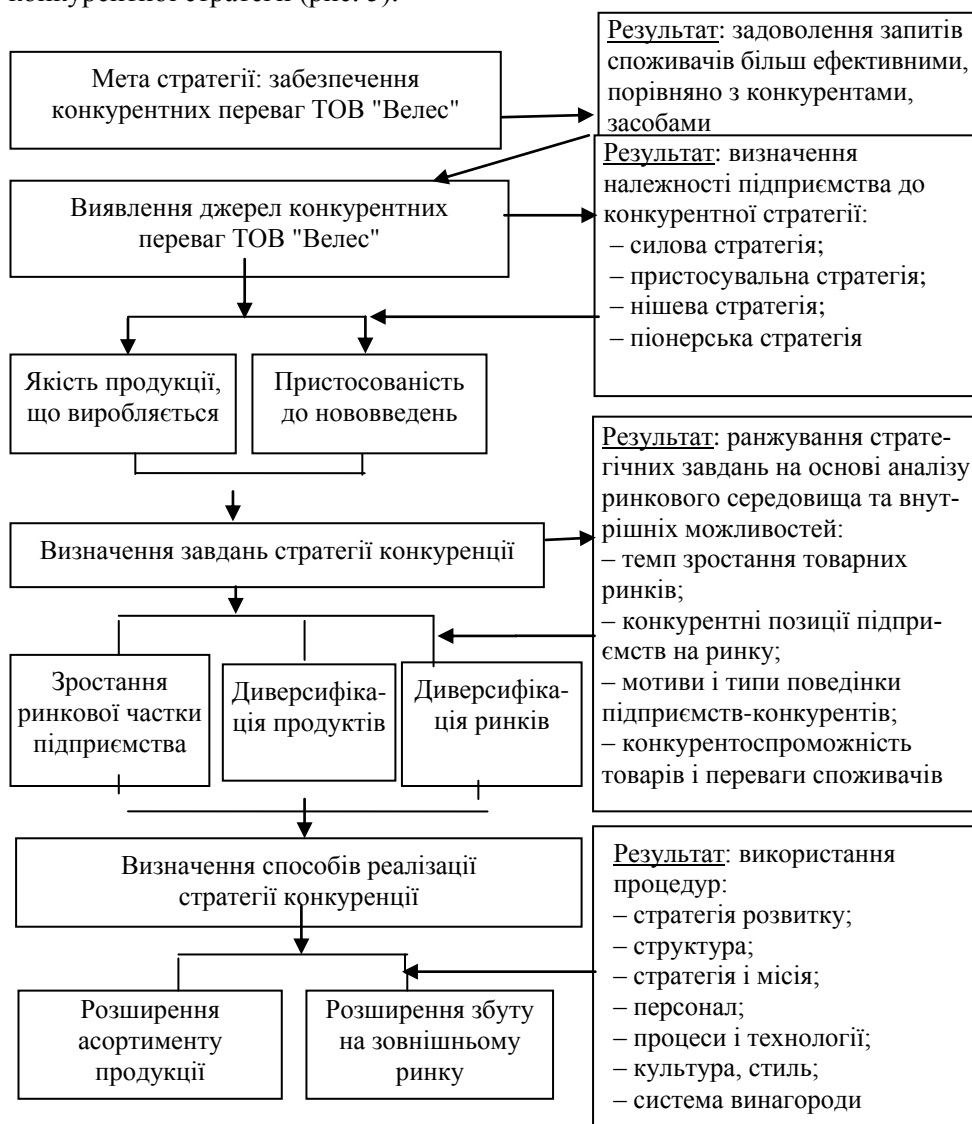 конкурентної стратегії (рис. 3).
Мета стратегії: забезпечення
конкурентних переваг ТОВ "Велес"
Результат: задоволення запитів
споживачів більш ефективними,
порівняно з конкурентами,
засобами
Виявлення джерел конкурентних
переваг ТОВ "Велес"
Результат: визначення
належності підприємства до
конкурентної стратегії:
– силова стратегія;
– пристосувальна стратегія;
– нішева стратегія;
– піонерська стратегія
Якість продукції,
що виробляється
Пристосованість
до нововведень
Визначення завдань стратегії конкуренції
Результат: ранжування страте-
гічних завдань на основі аналізу
ринкового середовища та внут-
рішніх можливостей:
– темп зростання товарних
ринків;
– конкурентні позиції підпри-
ємств на ринку;
– мотиви і типи поведінки
підприємств-конкурентів;
– конкурентоспроможність
товарів і переваги споживачів
Зростання
ринкової частки
підприємства
Диверсифіка-
ція продуктів
Диверсифіка-
ція ринків
Визначення способів реалізації
стратегії конкуренції
Результат: використання
процедур:
– стратегія розвитку;
– структура;
– стратегія і місія;
– персонал;
– процеси і технології;
– культура, стиль;
– система винагороди
Розширення
асортименту
продукції
Розширення збуту
на зовнішньому
ринку